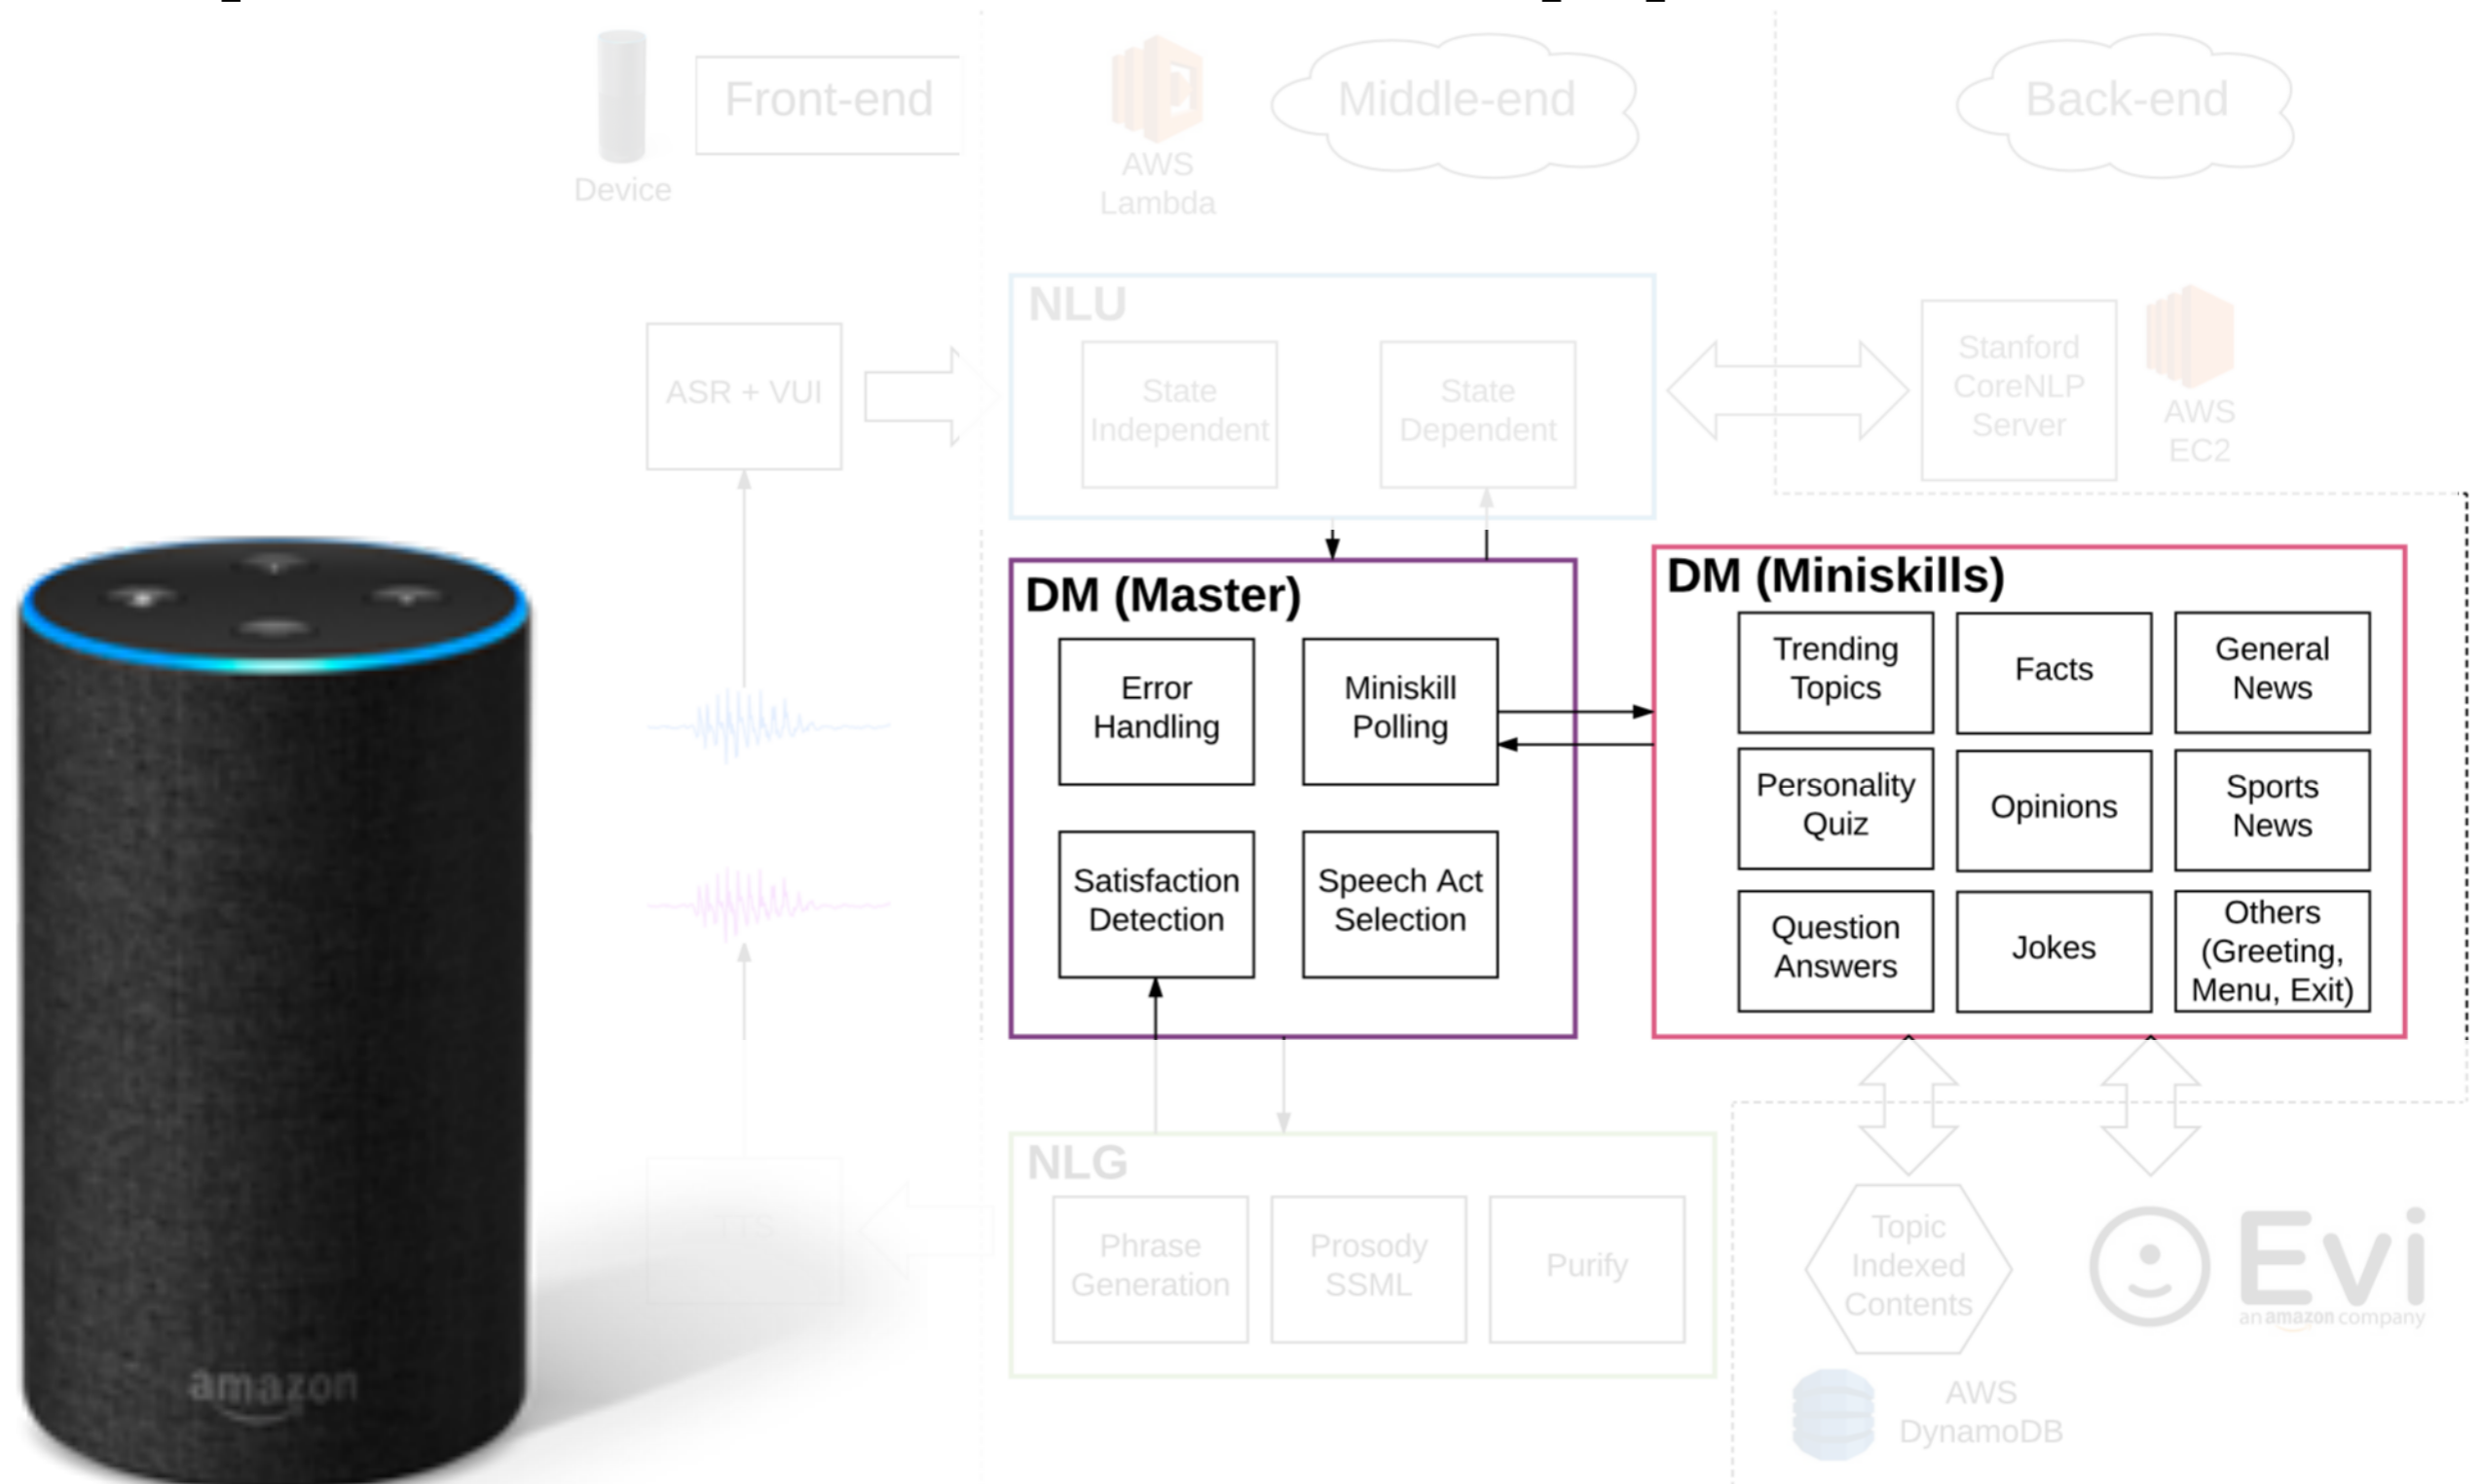 Front-end
Middle-end
Back-end
Device
AWS
Lambda
NLU
ASR + VUI
State
Independent
State
Dependent
Stanford
CoreNLP
Server
AWS
EC2
DM (Master)
Error
Handling
Miniskill
Polling
Satisfaction
Detection
Speech Act
Selection
DM (Miniskills)
Trending
Topics
Facts
General
News
Personality
Quiz
Opinions
Sports
News
Question
Answers
Jokes
Others
(Greeting,
Menu, Exit)
NLG
TTS
Phrase
Generation
Prosody
SSML
Purify
Topic
Indexed
Contents
Evi
an amazon company
AWS
DynamoDB
amazon